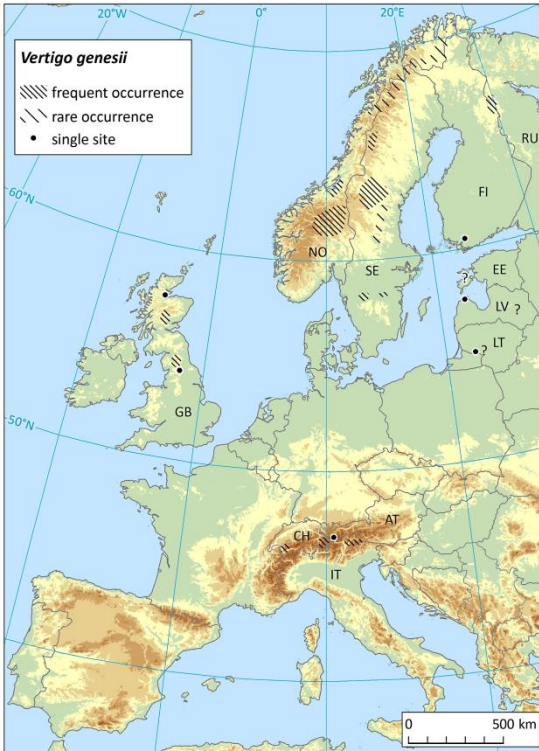 20°W
0°
20°E
Vertigo genesii
frequent occurrence
rare occurrence
single site
RU
60°N
FI
NO
SE
?
EE
LV ?
?
LT
GB
50°N
CH
AT
IT
0 500 km